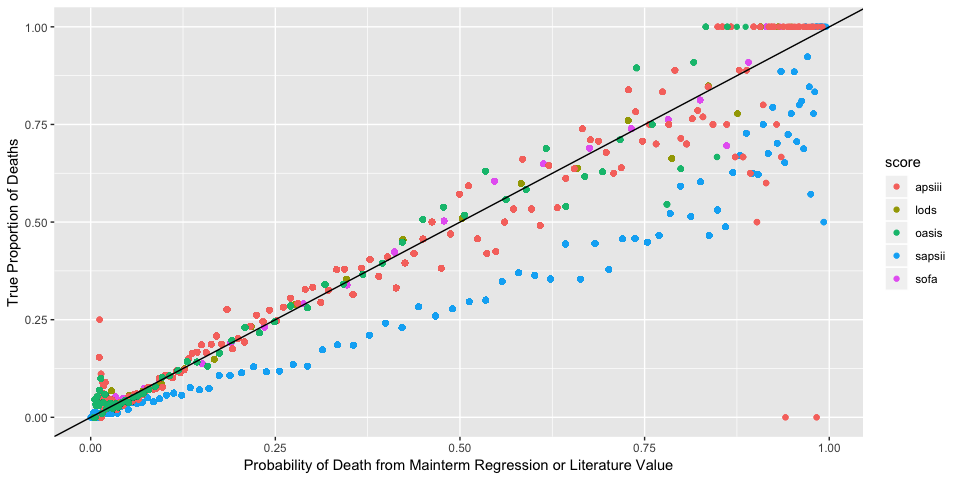 True Proportion of Deaths
1.00
0.75
0.50
0.25
0.00
0.00 0.25 0.50 0.75 1.00
Probability of Death from Mainterm Regression or Literature Value
score
apsiii
lods
oasis
sapsii
sofa